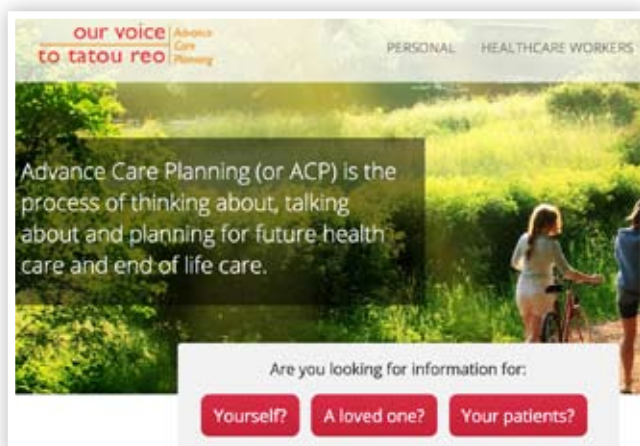 our voice
to tatou reo
Advance
Care
Planning
PERSONAL HEALTHCARE WORKERS
Advance Care Planning (or ACP) is the
process of thinking about, talking
about and planning for future health
care and end of life care.
Are you looking for information for:
Yourself? A loved one? Your patients?